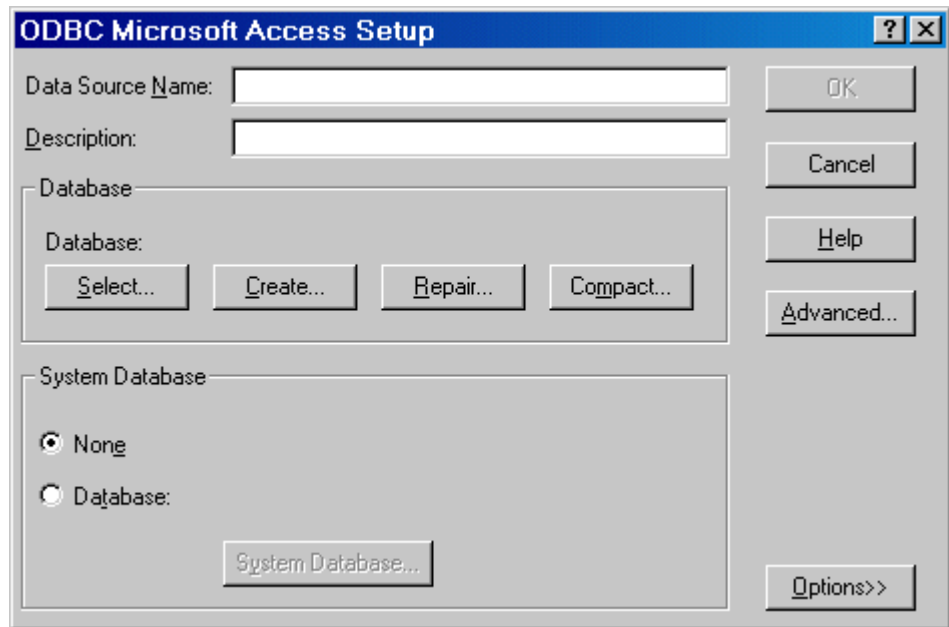 ODBC Microsoft Access Setup
Data Source Name:
OK
Description:
Cancel
Database
Database:
Help
Select...
Create...
Repair...
Compact...
Advanced...
System Database
None
Database:
System Database...
Options>>